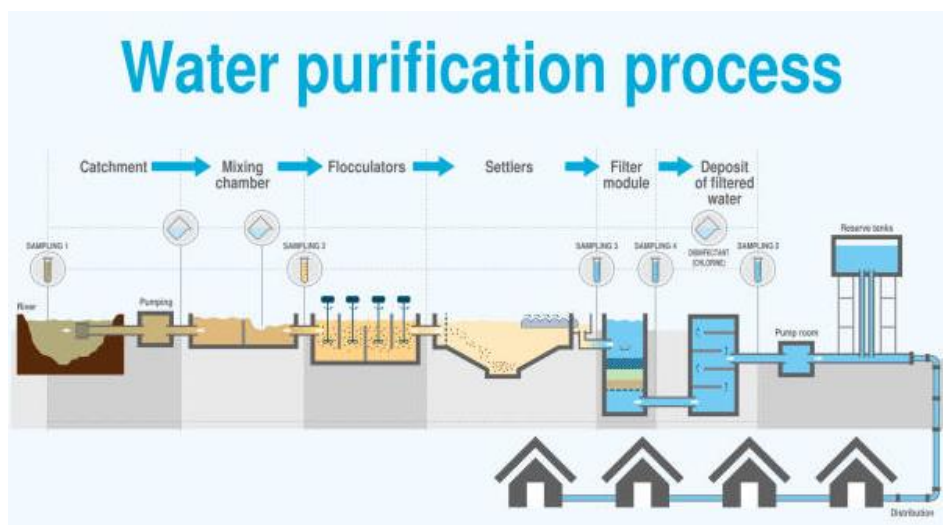 Water purification process
Catchment
Mixing
chamber
Flocculators
Settlers
Filter
module
Deposit
of filtered
water
SAMPLING 1
SAMPLING 2
SAMPLING 3
SAMPLING 4
DISINFECTANT
(CHLORINE)
SAMPLING 5
Reserve tanks
River
Pumping
Pump room
Distribution